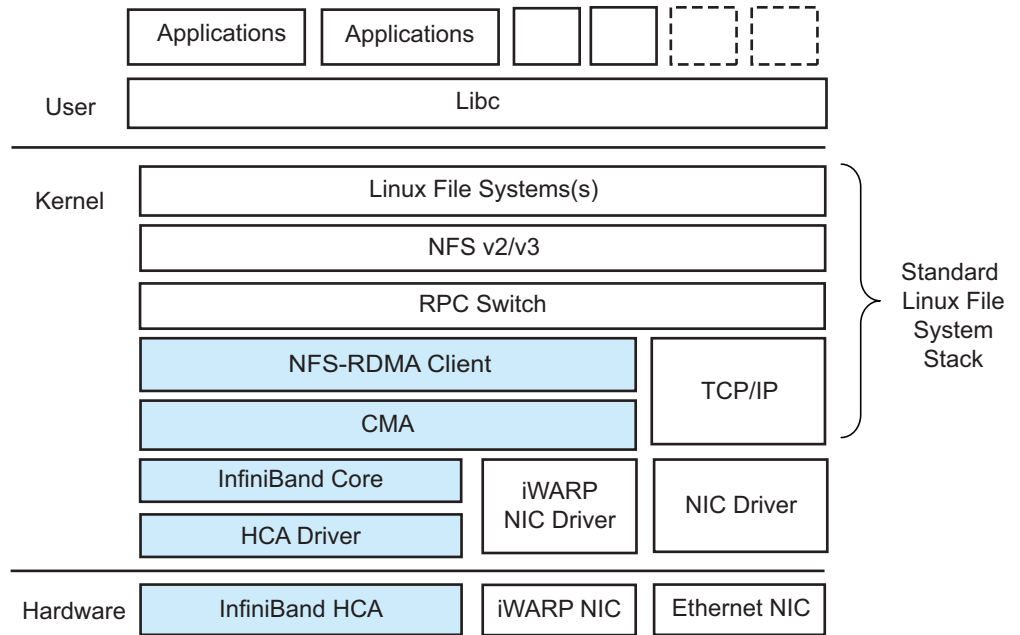 Applications
Applications
User
Libc
Kernel
Linux File Systems(s)
NFS v2/v3
RPC Switch
NFS-RDMA Client
CMA
TCP/IP
Standard
Linux File
System
Stack
InfiniBand Core
HCA Driver
iWARP
NIC Driver
NIC Driver
Hardware
InfiniBand HCA
iWARP NIC
Ethernet NIC